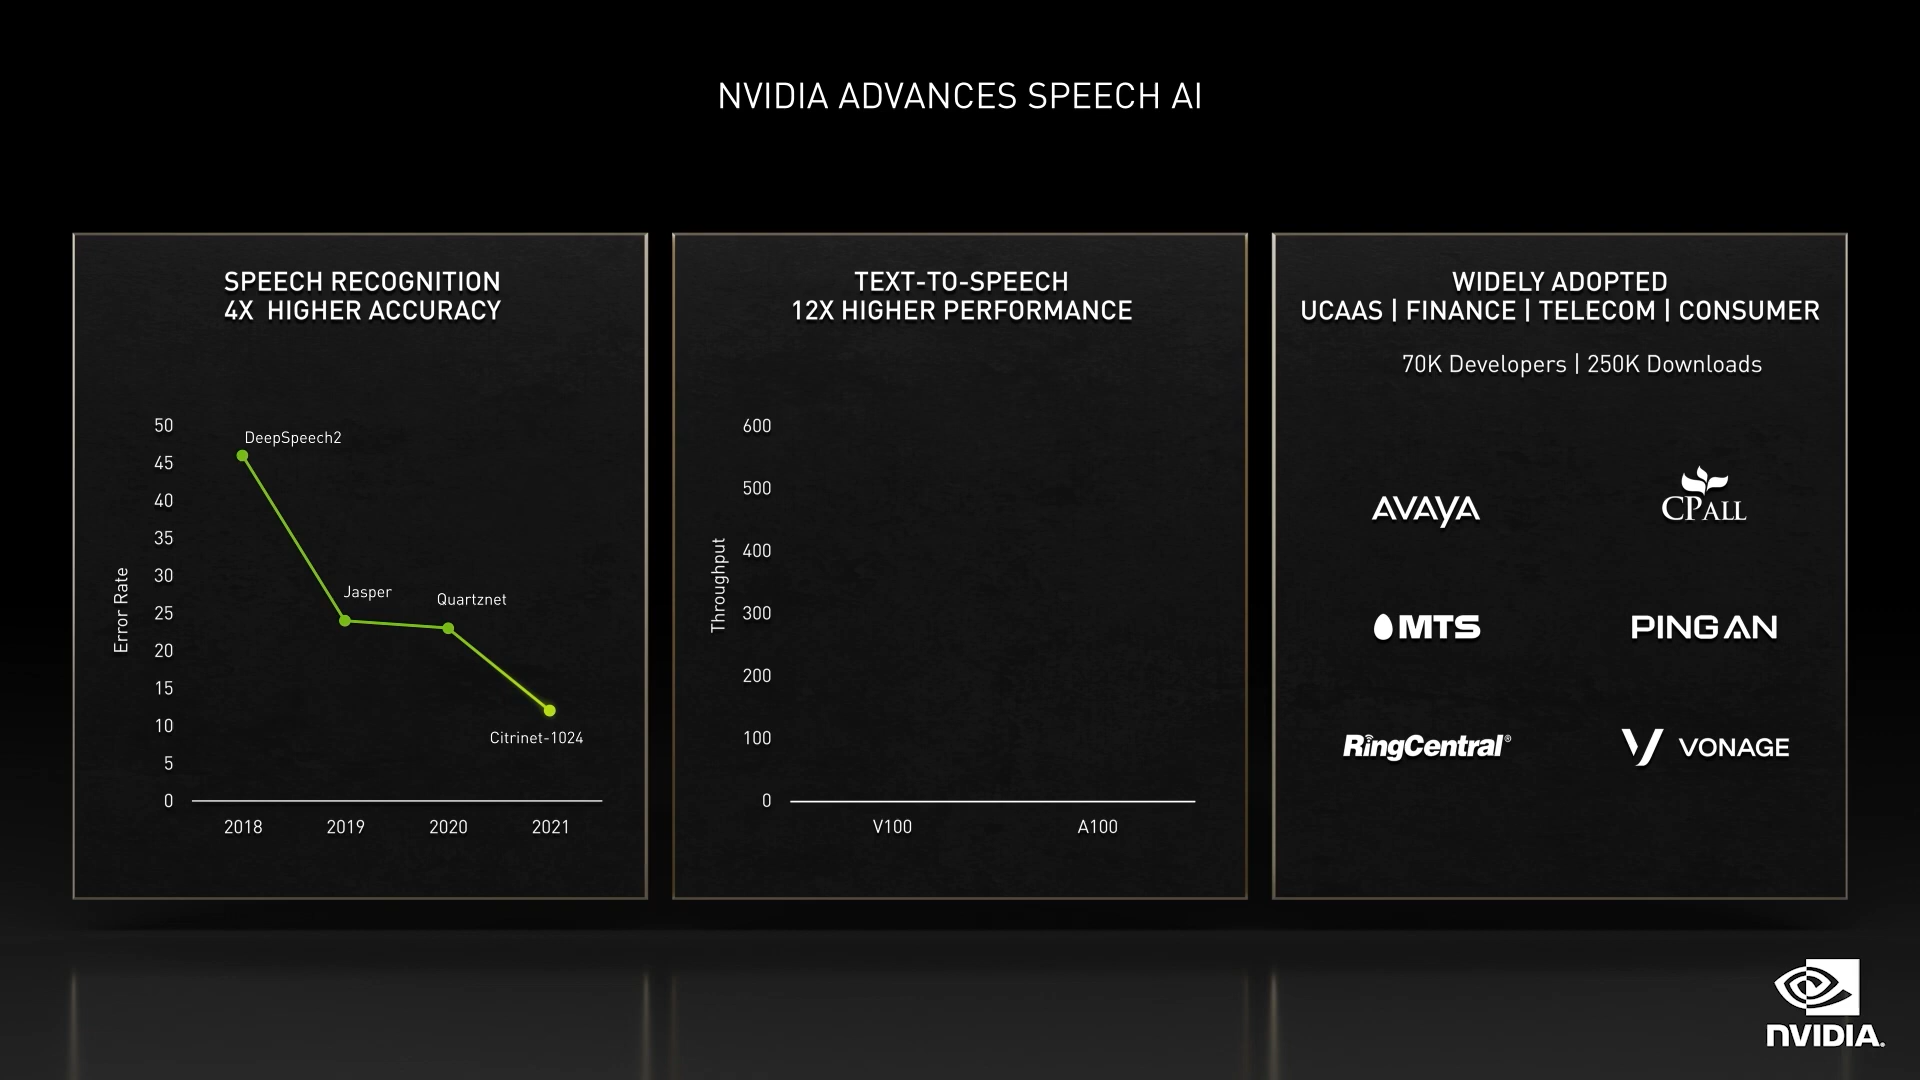 NVIDIA ADVANCES SPEECH AI
SPEECH RECOGNITION
4X HIGHER ACCURACY
50
45
40
35
30
25
20
15
10
5
0
Error Rate
DeepSpeech2
Jasper
Quartznet
Citrinet-1024
2018
2019
2020
2021
TEXT-TO-SPEECH
12X HIGHER PERFORMANCE
600
500
400
300
200
100
0
Throughput
V100
A100
WIDELY ADOPTED
UCAAS | FINANCE | TELECOM | CONSUMER
70K Developers | 250K Downloads
AVAYA
CPALL
MTS
PING AN
RingCentral®
VONAGE
NVIDIA.